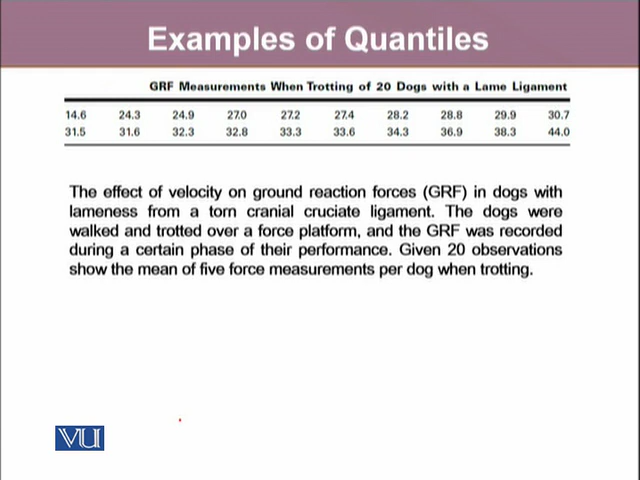 Examples of Quantiles
GRF Measurements When Trotting of 20 Dogs with a Lame Ligament
14.6 24.3 24.9 27.0 27.2 27.4 28.2 28.8 29.9 30.7
31.5 31.6 32.3 32.8 33.3 33.6 34.3 36.9 38.3 44.0
The effect of velocity on ground reaction forces (GRF) in dogs with
lameness from a torn cranial cruciate ligament. The dogs were
walked and trotted over a force platform, and the GRF was recorded
during a certain phase of their performance. Given 20 observations
show the mean of five force measurements per dog when trotting.
VU